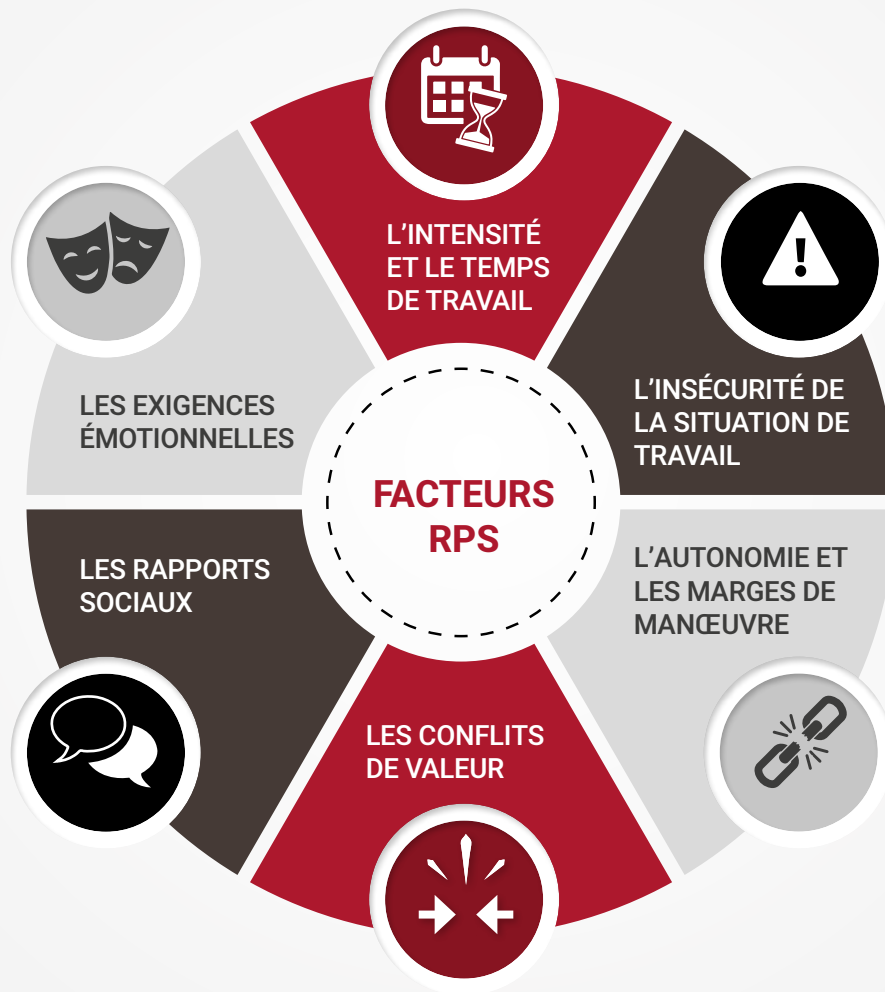 L'INTENSITÉ
ET LE TEMPS
DE TRAVAIL
L'INSÉCURITÉ DE
LA SITUATION DE
TRAVAIL
L'AUTONOMIE ET
LES MARGES DE
MANŒUVRE
LES CONFLITS
DE VALEUR
LES RAPPORTS
SOCIAUX
LES EXIGENCES
ÉMOTIONNELLES
FACTEURS
RPS